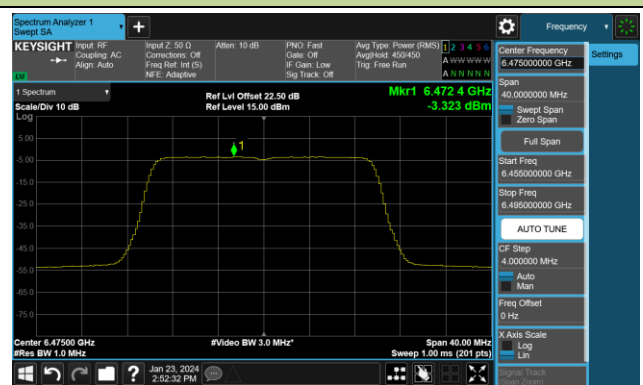 Spectrum Analyzer 1
Swept SA
+
Frequency
KEYSIGHT
Input: RF
Coupling: AC
Align: Auto
Input Z: 50 Ω
Corrections: Off
Freq Ref: Int (S)
NFE: Adaptive
Atten: 10 dB
PNO: Fast
Gate: Off
IF Gain: Low
Sig Track: Off
Avg Type: Power (RMS)
Avg|Hold: 450/450
Trig: Free Run
1 2 3 4 5 6
A W W W W W
A N N N N N
LW
1 Spectrum
Scale/Div 10 dB
Log
Ref Lvl Offset 22.50 dB
Ref Level 15.00 dBm
Mkr1 6.472 4 GHz
-3.323 dBm
5.00
-5.00
-15.0
-25.0
-35.0
-45.0
-55.0
-65.0
-75.0
1
Center 6.47500 GHz
#Res BW 1.0 MHz
#Video BW 3.0 MHz*
Span 40.00 MHz
Sweep 1.00 ms (201 pts)
Center Frequency
6.475000000 GHz
Settings
Span
40.0000000 MHz
Swept Span
Zero Span
Full Span
Start Freq
6.455000000 GHz
Stop Freq
6.495000000 GHz
AUTO TUNE
CF Step
4.000000 MHz
Auto
Man
Freq Offset
0 Hz
X Axis Scale
Log
Lin
Signal Track
(Span Zoom)
?
Jan 23, 2024
2:52:32 PM